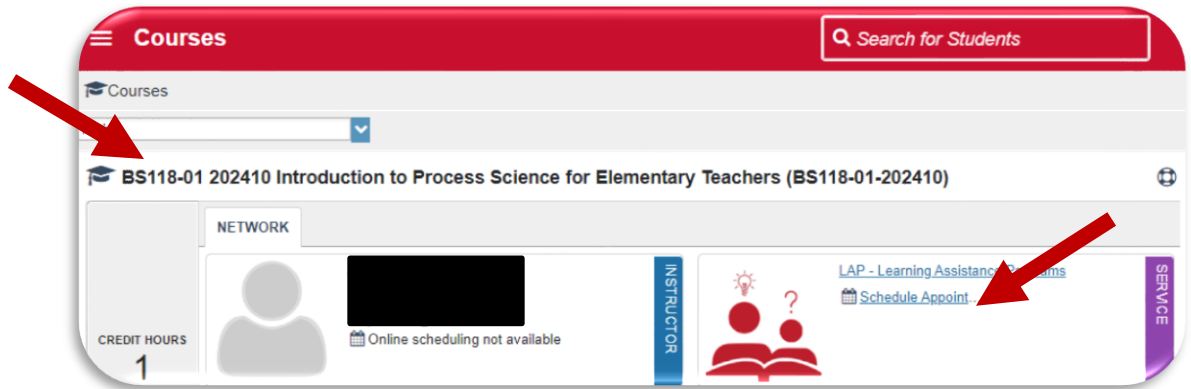 Courses
Search for Students
Courses
BS118-01 202410 Introduction to Process Science for Elementary Teachers (BS118-01-202410)
NETWORK
CREDIT HOURS
1
Online scheduling not available
INSTRUCTOR
LAP - Learning Assistance
Schedule Appoint...
SERVICE